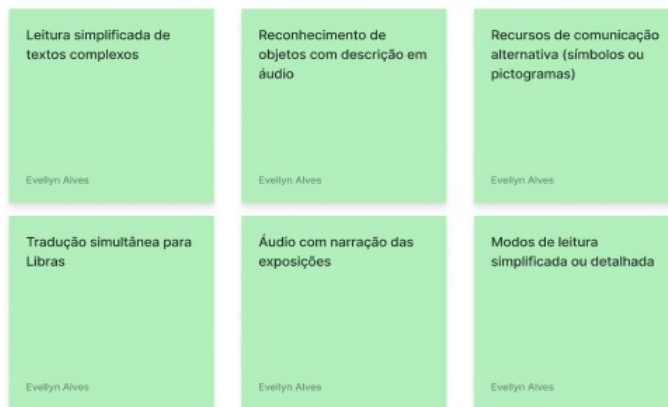 Leitura simplificada de
textos complexos
Evellyn Alves
Reconhecimento de
objetos com descrição em
áudio
Evellyn Alves
Recursos de comunicação
alternativa (símbolos ou
pictogramas)
Evellyn Alves
Tradução simultânea para
Libras
Evellyn Alves
Áudio com narração das
exposições
Evellyn Alves
Modos de leitura
simplificada ou detalhada
Evellyn Alves